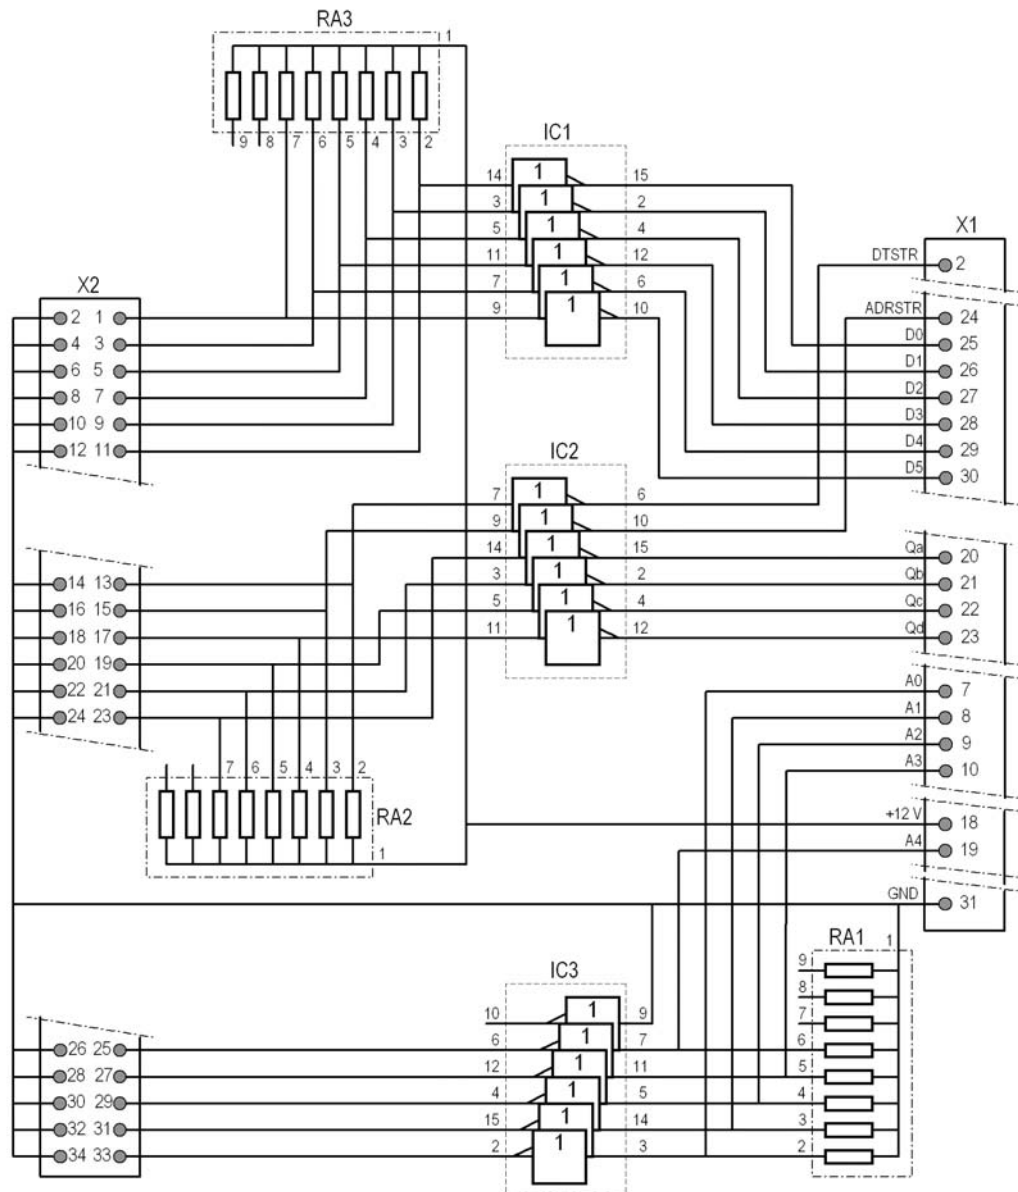 RA3
1
9 8 7 6 5 4 3 2
IC1
14 1 15
3 1 2
5 1 4
11 1 12
7 1 6
9 1 10
X1
DTSTR 2
ADRSTR 24
D0 25
D1 26
D2 27
D3 28
D4 29
D5 30
X2
2 1
4 3
6 5
8 7
10 9
12 11
IC2
7 1 6
9 1 10
14 1 15
3 1 2
5 1 4
11 1 12
Qa 20
Qb 21
Qc 22
Qd 23
14 13
16 15
18 17
20 19
22 21
24 23
A0 7
A1 8
A2 9
A3 10
7 6 5 4 3 2
RA2
1
+12 V 18
A4 19
GND 31
RA1
1
9
8
7
6
5
4
3
2
IC3
10 1 9
6 1 7
12 1 11
4 1 5
15 1 14
2 1 3
26 25
28 27
30 29
32 31
34 33